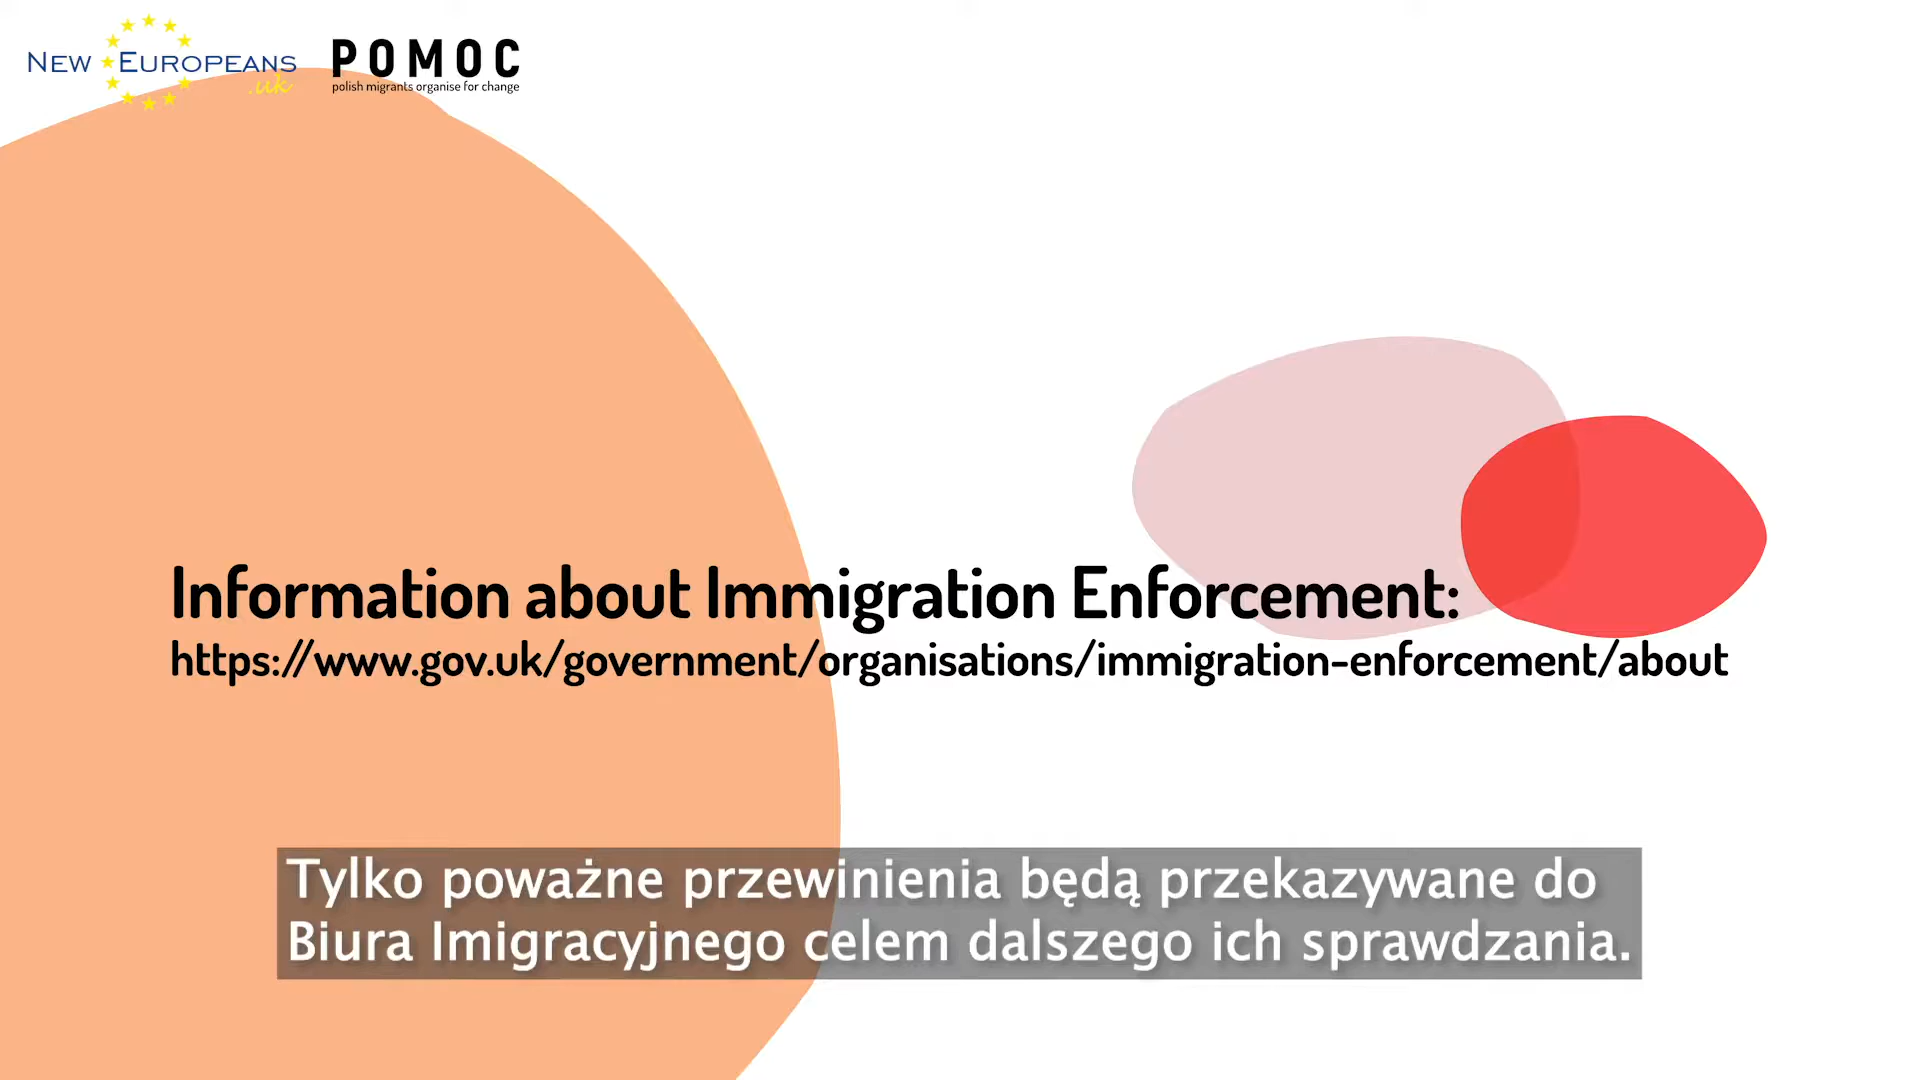 NEW EUROPEANS
.uk
POMOC
polish migrants organise for change
Information about Immigration Enforcement:
https://www.gov.uk/government/organisations/immigration-enforcement/about
Tylko poważne przewinienia będą przekazywane do
Biura Imigracyjnego celem dalszego ich sprawdzania.